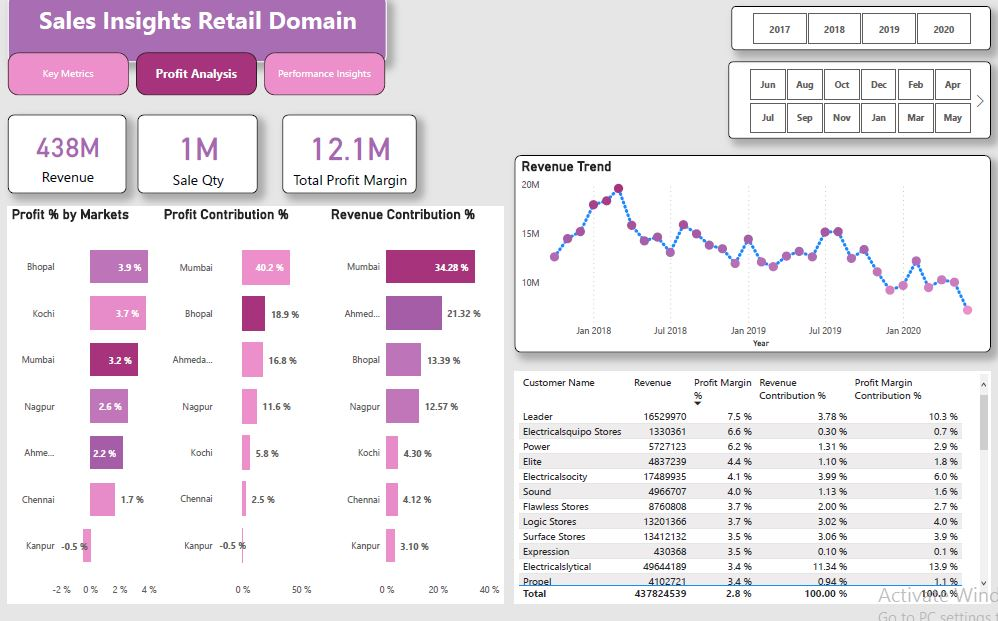 Sales Insights Retail Domain
Key Metrics
Profit Analysis
Performance Insights
2017 2018 2019 2020
Jun Aug Oct Dec Feb Apr
Jul Sep Nov Jan Mar May
438M
Revenue
1M
Sale Qty
12.1M
Total Profit Margin
Profit % by Markets
Bhopal 3.9 %
Kochi 3.7 %
Mumbai 3.2 %
Nagpur 2.6 %
Ahme... 2.2 %
Chennai 1.7 %
Kanpur -0.5 %
-2 % 0 % 2 % 4 %
Profit Contribution %
Mumbai 40.2 %
Bhopal 18.9 %
Ahmeda... 16.8 %
Nagpur 11.6 %
Kochi 5.8 %
Chennai 2.5 %
Kanpur -0.5 %
0 % 50 %
Revenue Contribution %
Mumbai 34.28 %
Ahmed... 21.32 %
Bhopal 13.39 %
Nagpur 12.57 %
Kochi 4.30 %
Chennai 4.12 %
Kanpur 3.10 %
0 % 20 % 40 %
Revenue Trend
20M
15M
10M
Jan 2018 Jul 2018 Jan 2019 Jul 2019 Jan 2020
Year
Customer Name Revenue Profit Margin Revenue Profit Margin
% Contribution % Contribution %
Leader 16529970 7.5 % 3.78 % 10.3 %
Electricalsquipo Stores 1330361 6.6 % 0.30 % 0.7 %
Power 5727123 6.2 % 1.31 % 2.9 %
Elite 4837239 4.4 % 1.10 % 1.8 %
Electricalsocity 17489935 4.1 % 3.99 % 6.0 %
Sound 4966707 4.0 % 1.13 % 1.6 %
Flawless Stores 8760808 3.7 % 2.00 % 2.7 %
Logic Stores 13201366 3.7 % 3.02 % 4.0 %
Surface Stores 13412132 3.5 % 3.06 % 3.9 %
Expression 430368 3.5 % 0.10 % 0.1 %
Electricalslytical 49644189 3.4 % 11.34 % 13.9 %
Propel 4102721 3.4 % 0.94 % 1.1 %
Total 437824539 2.8 % 100.00 % 100.0 %
Activate Wind
Go to PC settings t